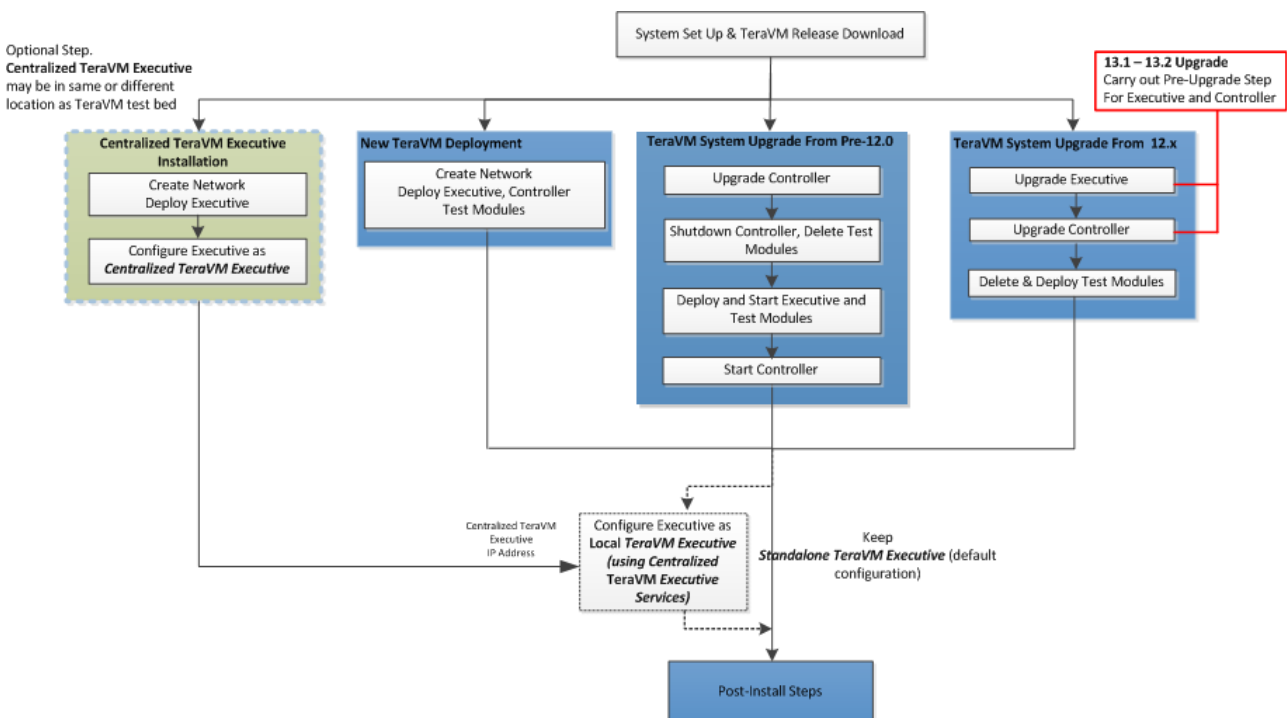 System Set Up & TeraVM Release Download
Optional Step.
Centralized TeraVM Executive
may be in same or different
location as TeraVM test bed
13.1 – 13.2 Upgrade
Carry out Pre-Upgrade Step
For Executive and Controller
Centralized TeraVM Executive
Installation
Create Network
Deploy Executive
Configure Executive as
Centralized TeraVM Executive
New TeraVM Deployment
Create Network
Deploy Executive, Controller
Test Modules
TeraVM System Upgrade From Pre-12.0
Upgrade Controller
Shutdown Controller, Delete Test
Modules
Deploy and Start Executive and
Test Modules
Start Controller
TeraVM System Upgrade From 12.x
Upgrade Executive
Upgrade Controller
Delete & Deploy Test Modules
Centralized TeraVM
Executive
IP Address
Configure Executive as
Local TeraVM Executive
(using Centralized
TeraVM Executive
Services)
Keep
Standalone TeraVM Executive (default
configuration)
Post-Install Steps